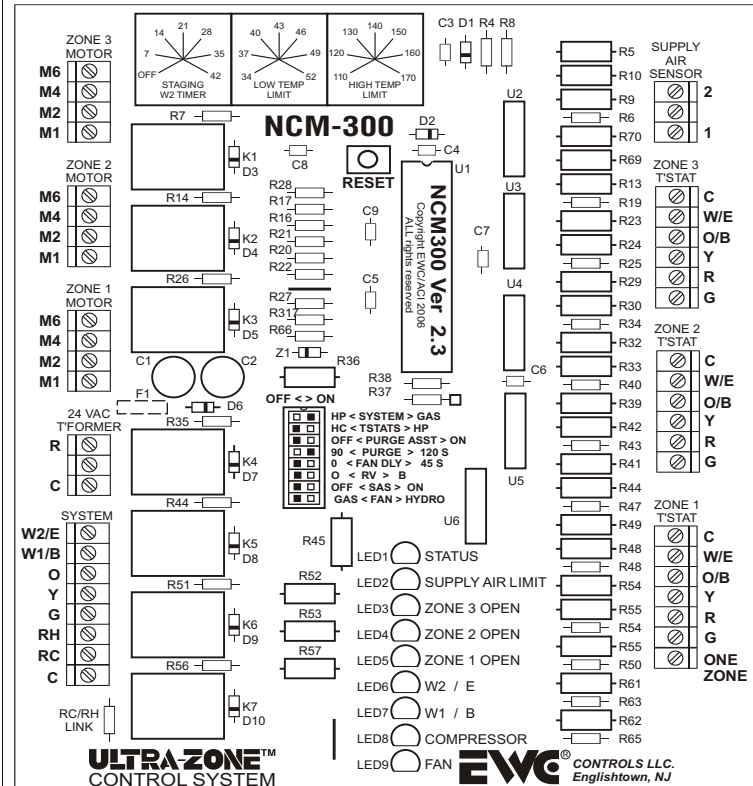 ZONE 3
MOTOR
M6
M4
M2
M1
ZONE 2
MOTOR
M6
M4
M2
M1
ZONE 1
MOTOR
M6
M4
M2
M1
24 VAC
T'FORMER
R
C
SYSTEM
W2/E
W1/B
O
Y
G
RH
RC
C
RC/RH
LINK
OFF 7 14 21 28 35 42
STAGING
W2 TIMER
34 37 40 43 46 49 52
LOW TEMP
LIMIT
110 120 130 140 150 160 170
HIGH TEMP
LIMIT
C3 D1 R4 R8
R7
K1
D3
R14
K2
D4
R26
K3
D5
C1 C2
F1
D6
R35
K4
D7
R44
K5
D8
R51
K6
D9
R56
K7
D10
NCM-300
D2
C4
C8
RESET
U1
R28
R17
R16
R21
R20
R22
R27
R317
R66
Z1
R36
C9
C5
NCM300 Ver 2.3
Copyright EWC/ACI 2006
ALL rights reserved
R38
R37
C7
U2
U3
U4
C6
U5
U6
OFF < > ON
HP < SYSTEM > GAS
HC < TSTATS > HP
OFF < PURGE ASST > ON
90 < PURGE > 120 S
0 < FAN DLY > 45 S
O < RV > B
OFF < SAS > ON
GAS < FAN > HYDRO
R45
R52
R53
R57
LED1 STATUS
LED2 SUPPLY AIR LIMIT
LED3 ZONE 3 OPEN
LED4 ZONE 2 OPEN
LED5 ZONE 1 OPEN
LED6 W2 / E
LED7 W1 / B
LED8 COMPRESSOR
LED9 FAN
R5
R10
R9
R6
R70
R69
R13
R19
R23
R24
R25
R29
R30
R34
R32
R33
R40
R39
R42
R43
R41
R44
R47
R49
R48
R48
R54
R55
R54
R55
R50
R61
R63
R62
R65
SUPPLY
AIR
SENSOR
2
1
ZONE 3
T'STAT
C
W/E
O/B
Y
R
G
ZONE 2
T'STAT
C
W/E
O/B
Y
R
G
ZONE 1
T'STAT
C
W/E
O/B
Y
R
G
ONE
ZONE
ULTRA-ZONE™
CONTROL SYSTEM
EWC® CONTROLS LLC.
Englishtown, NJ